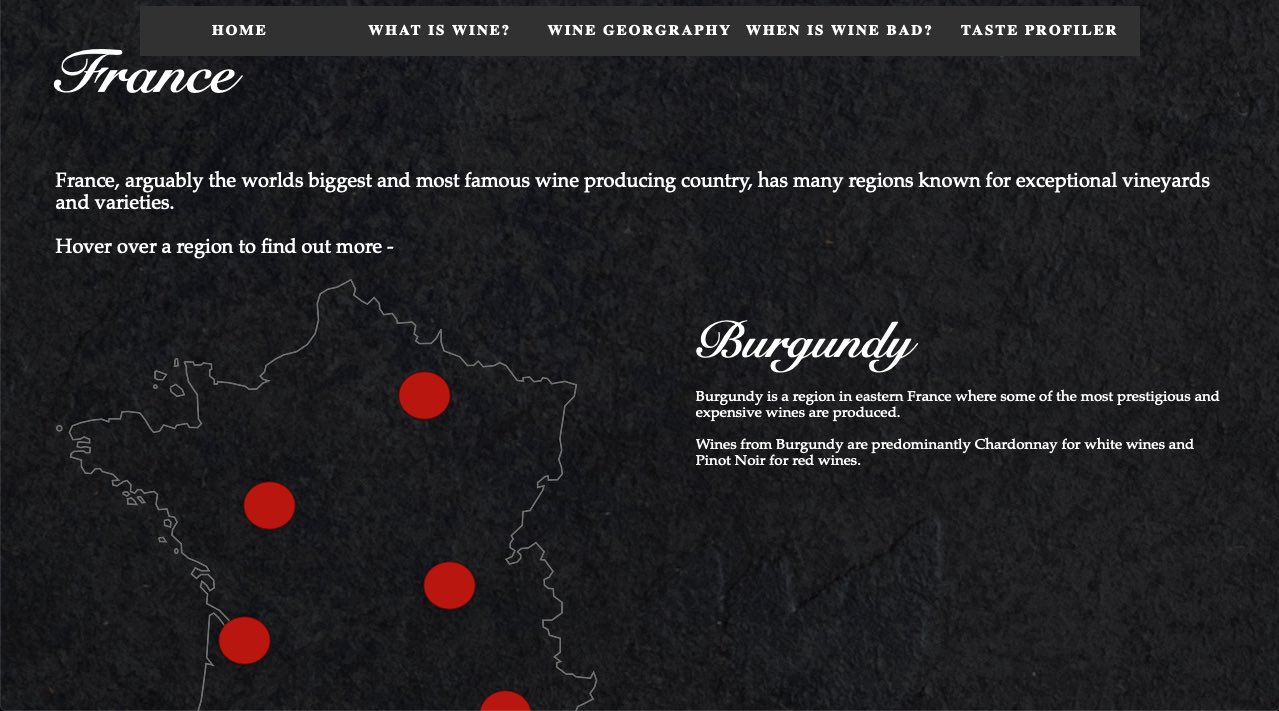 HOME WHAT IS WINE? WINE GEORGRAPHY WHEN IS WINE BAD? TASTE PROFILER
France
France, arguably the worlds biggest and most famous wine producing country, has many regions known for exceptional vineyards
and varieties.
Hover over a region to find out more -
Burgundy
Burgundy is a region in eastern France where some of the most prestigious and
expensive wines are produced.
Wines from Burgundy are predominantly Chardonnay for white wines and
Pinot Noir for red wines.